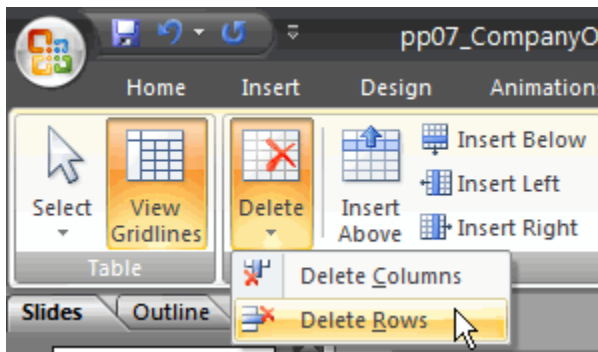 pp07_CompanyO
Home Insert Design Animation
Select View Gridlines Delete Insert Above Insert Below
Insert Left
Insert Right
Table
Delete Columns
Delete Rows
Slides Outline